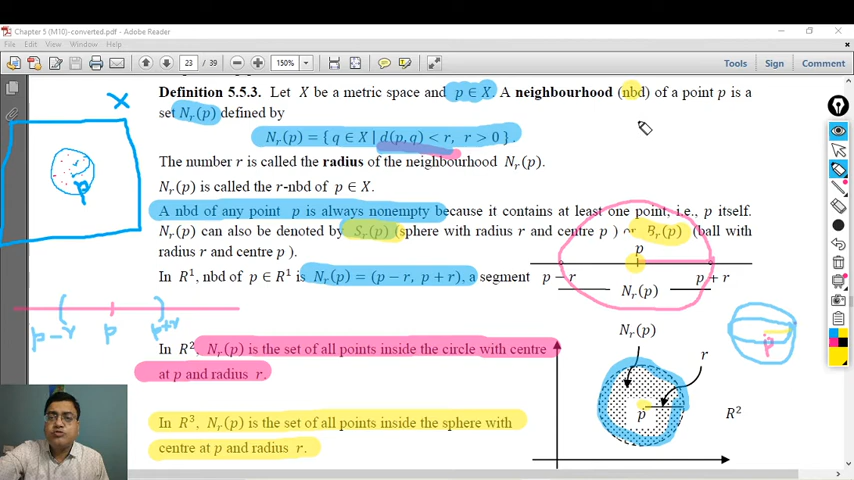 Chapter 5 (M10)-converted.pdf - Adobe Reader
File Edit View Window Help
23 / 39 150% Tools Sign Comment
Definition 5.5.3. Let X be a metric space and p ∈ X. A neighbourhood (nbd) of a point p is a
set Nr(p) defined by
Nr(p) = { q ∈ X | d(p, q) < r, r > 0 }.
The number r is called the radius of the neighbourhood Nr(p).
Nr(p) is called the r-nbd of p ∈ X.
A nbd of any point p is always nonempty because it contains at least one point, i.e., p itself.
Nr(p) can also be denoted by Sr(p) (sphere with radius r and centre p ) or Br(p) (ball with
radius r and centre p ).
In R¹, nbd of p ∈ R¹ is Nr(p) = (p − r, p + r), a segment
p
p − r p + r
Nr(p)
In R², Nr(p) is the set of all points inside the circle with centre
at p and radius r.
In R³, Nr(p) is the set of all points inside the sphere with
centre at p and radius r.
Nr(p)
r
p
R²
X
p
p-r p p+r
p